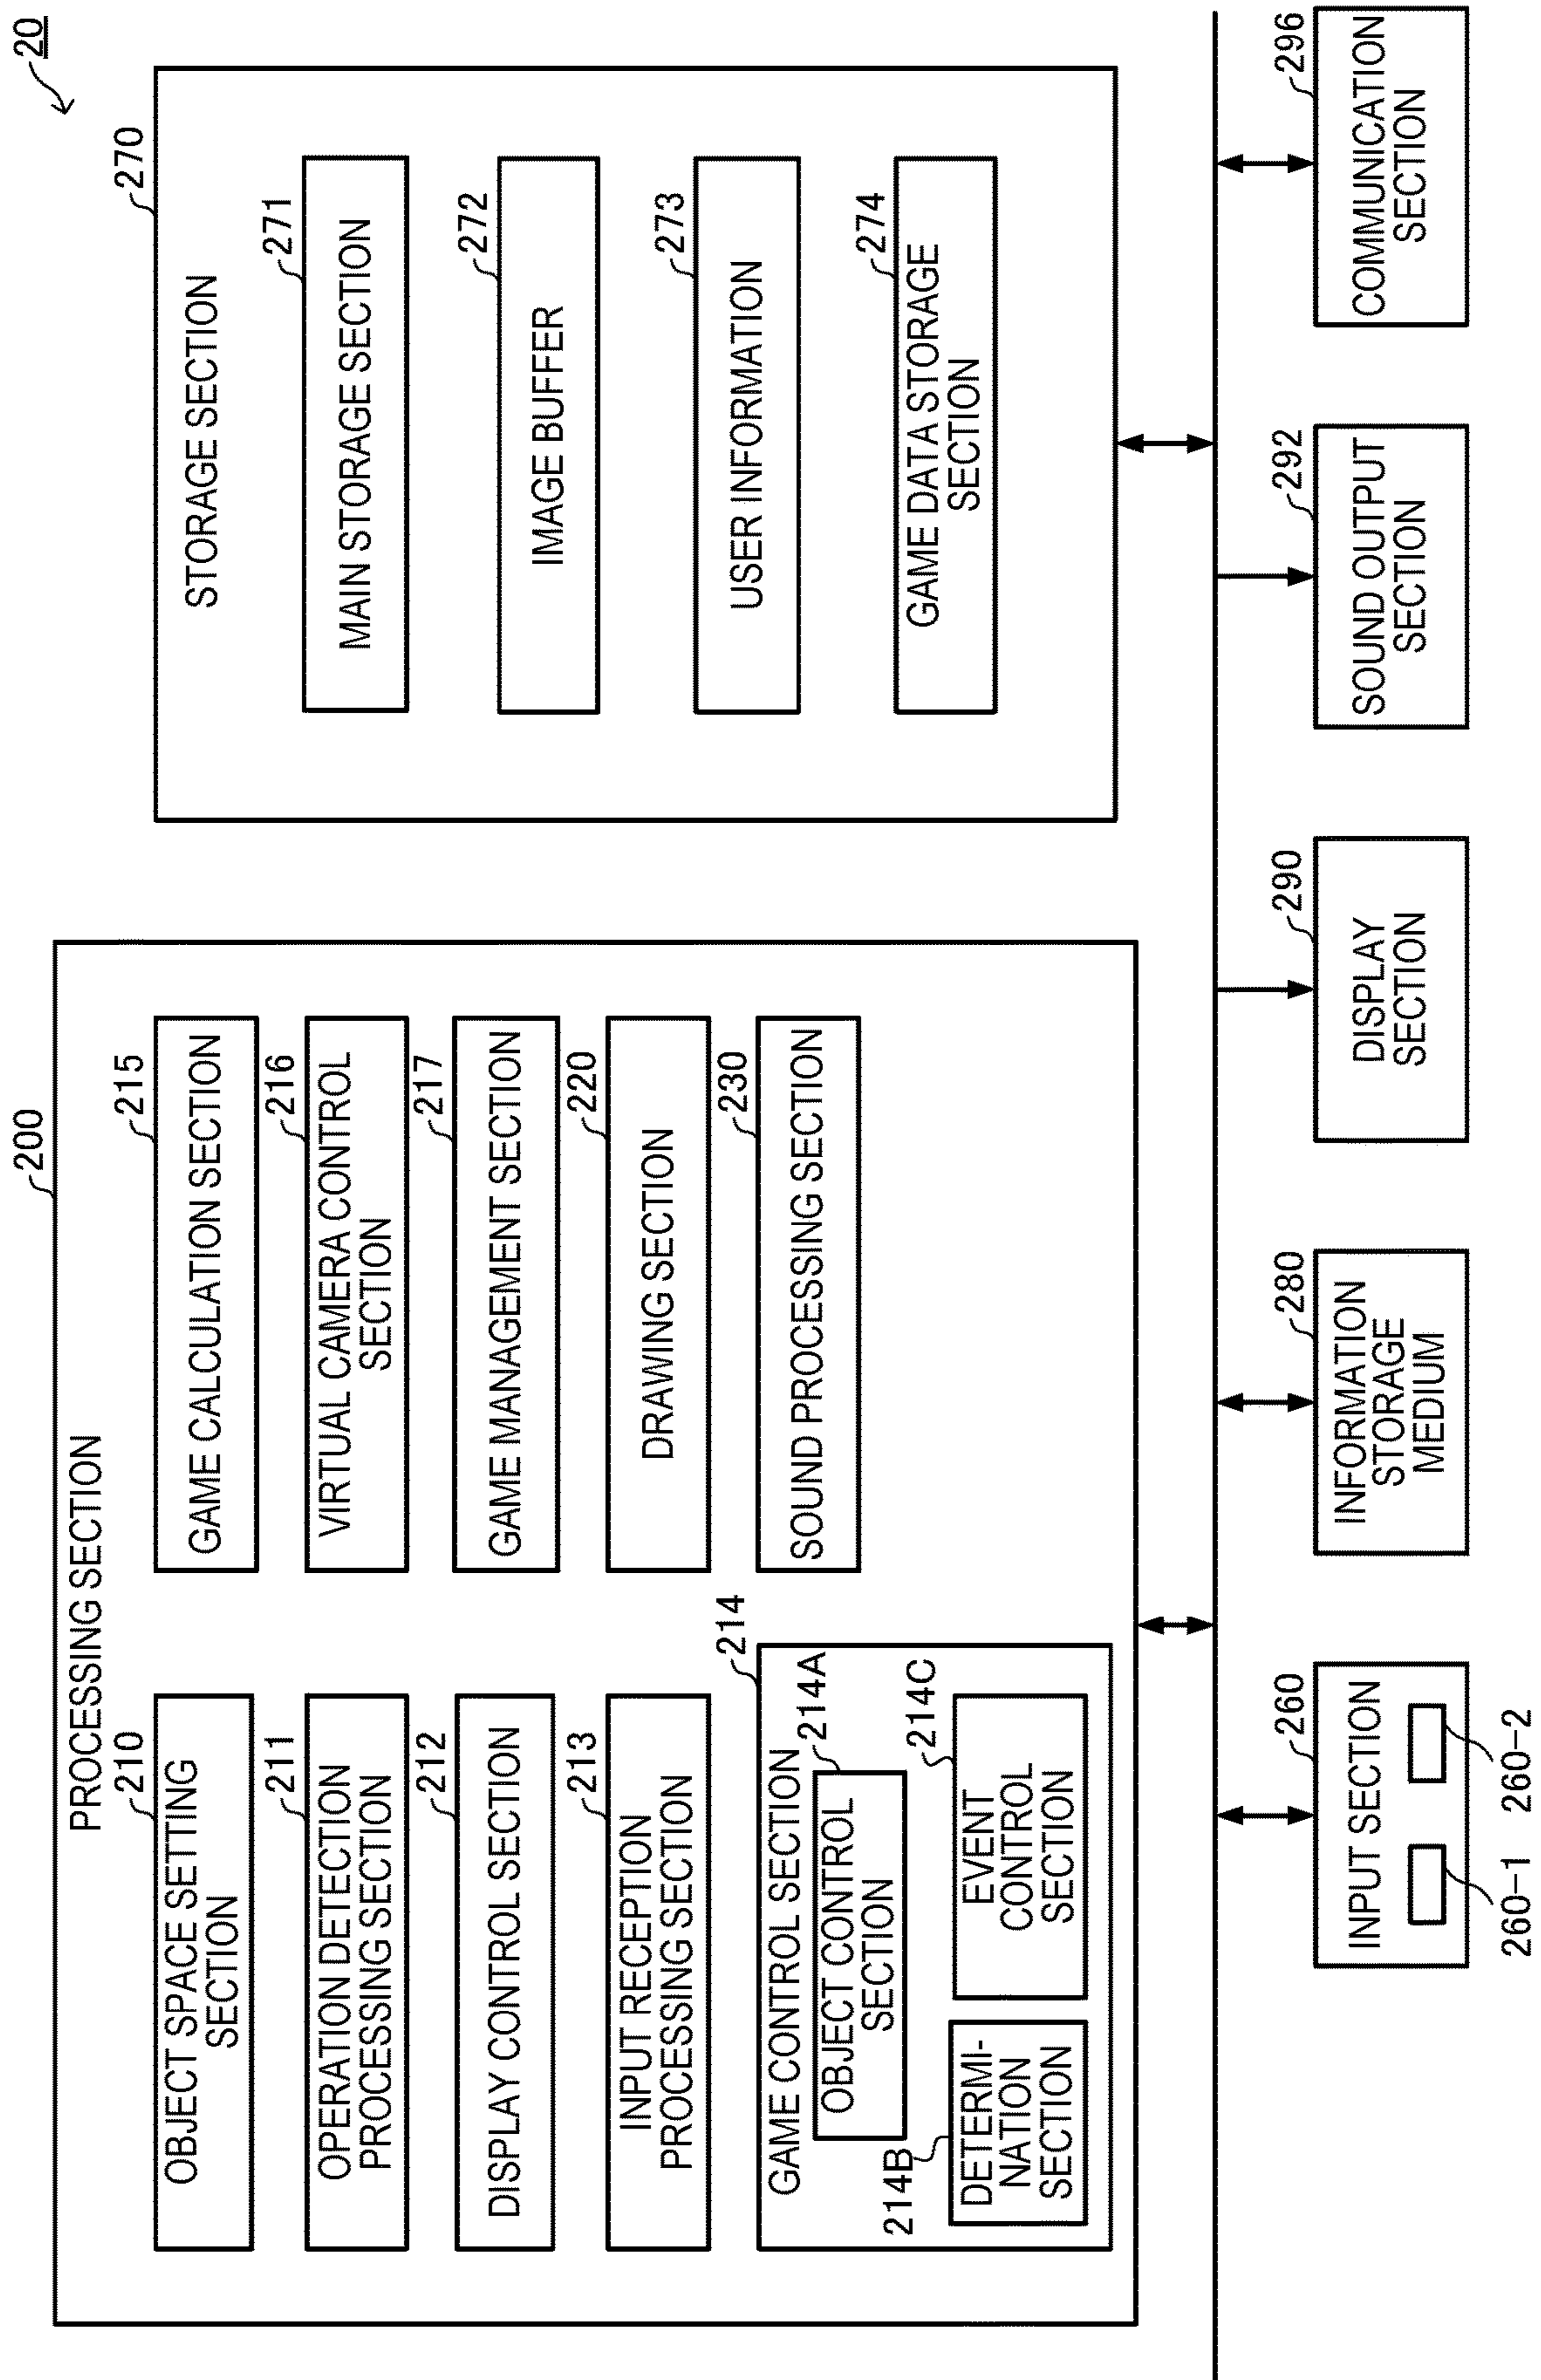 20
200
PROCESSING SECTION
210
OBJECT SPACE SETTING
SECTION
211
OPERATION DETECTION
PROCESSING SECTION
212
DISPLAY CONTROL SECTION
213
INPUT RECEPTION
PROCESSING SECTION
214
GAME CONTROL SECTION
214A
OBJECT CONTROL
SECTION
214B
DETERMI-
NATION
SECTION
214C
EVENT
CONTROL
SECTION
215
GAME CALCULATION SECTION
216
VIRTUAL CAMERA CONTROL
SECTION
217
GAME MANAGEMENT SECTION
220
DRAWING SECTION
230
SOUND PROCESSING SECTION
270
STORAGE SECTION
271
MAIN STORAGE SECTION
272
IMAGE BUFFER
273
USER INFORMATION
274
GAME DATA STORAGE
SECTION
260
INPUT SECTION
260-1
260-2
280
INFORMATION
STORAGE
MEDIUM
290
DISPLAY
SECTION
292
SOUND OUTPUT
SECTION
296
COMMUNICATION
SECTION